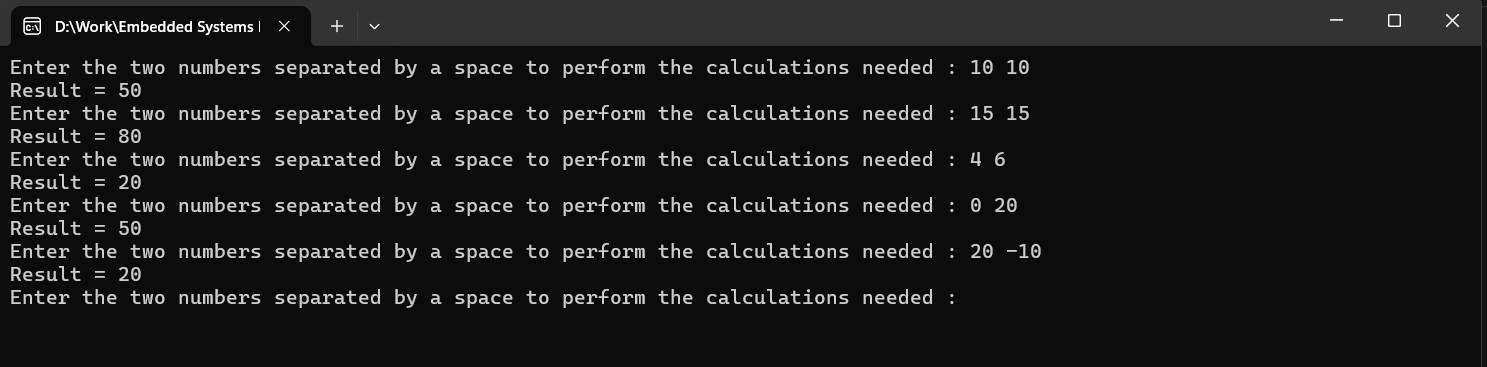 D:\Work\Embedded Systems
Enter the two numbers separated by a space to perform the calculations needed : 10 10
Result = 50
Enter the two numbers separated by a space to perform the calculations needed : 15 15
Result = 80
Enter the two numbers separated by a space to perform the calculations needed : 4 6
Result = 20
Enter the two numbers separated by a space to perform the calculations needed : 0 20
Result = 50
Enter the two numbers separated by a space to perform the calculations needed : 20 -10
Result = 20
Enter the two numbers separated by a space to perform the calculations needed :